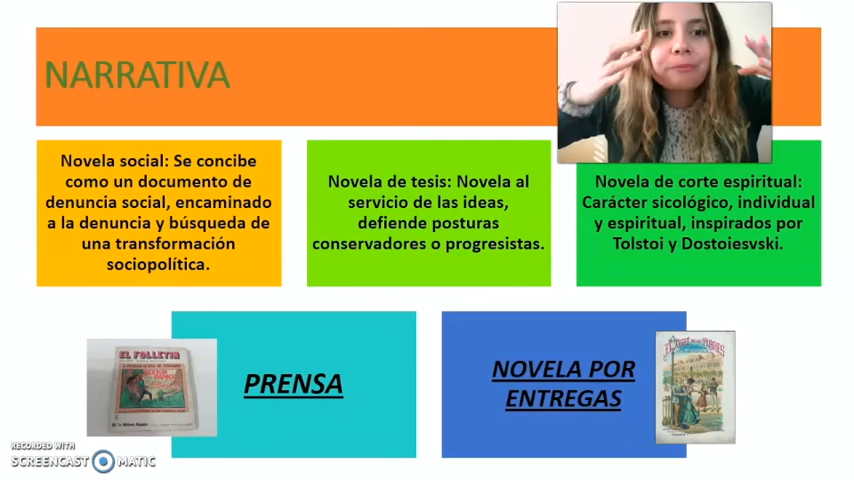 NARRATIVA
Novela social: Se concibe
como un documento de
denuncia social, encaminado
a la denuncia y búsqueda de
una transformación
sociopolítica.
Novela de tesis: Novela al
servicio de las ideas,
defiende posturas
conservadores o progresistas.
Novela de corte espiritual:
Carácter sicológico, individual
y espiritual, inspirados por
Tolstoi y Dostoiesvski.
EL FOLLETIN
PRENSA
NOVELA POR
ENTREGAS
RECORDED WITH
SCREENCAST MATIC